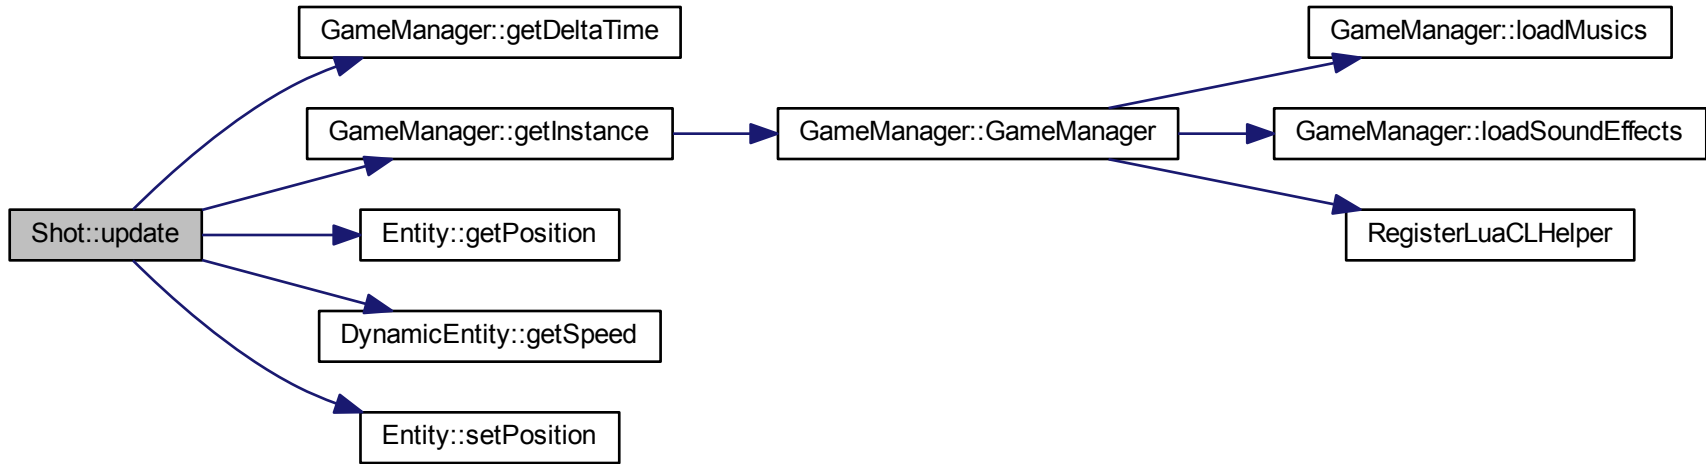 GameManager::getDeltaTime
GameManager::loadMusics
GameManager::getInstance
GameManager::GameManager
GameManager::loadSoundEffects
Shot::update
Entity::getPosition
RegisterLuaCLHelper
DynamicEntity::getSpeed
Entity::setPosition